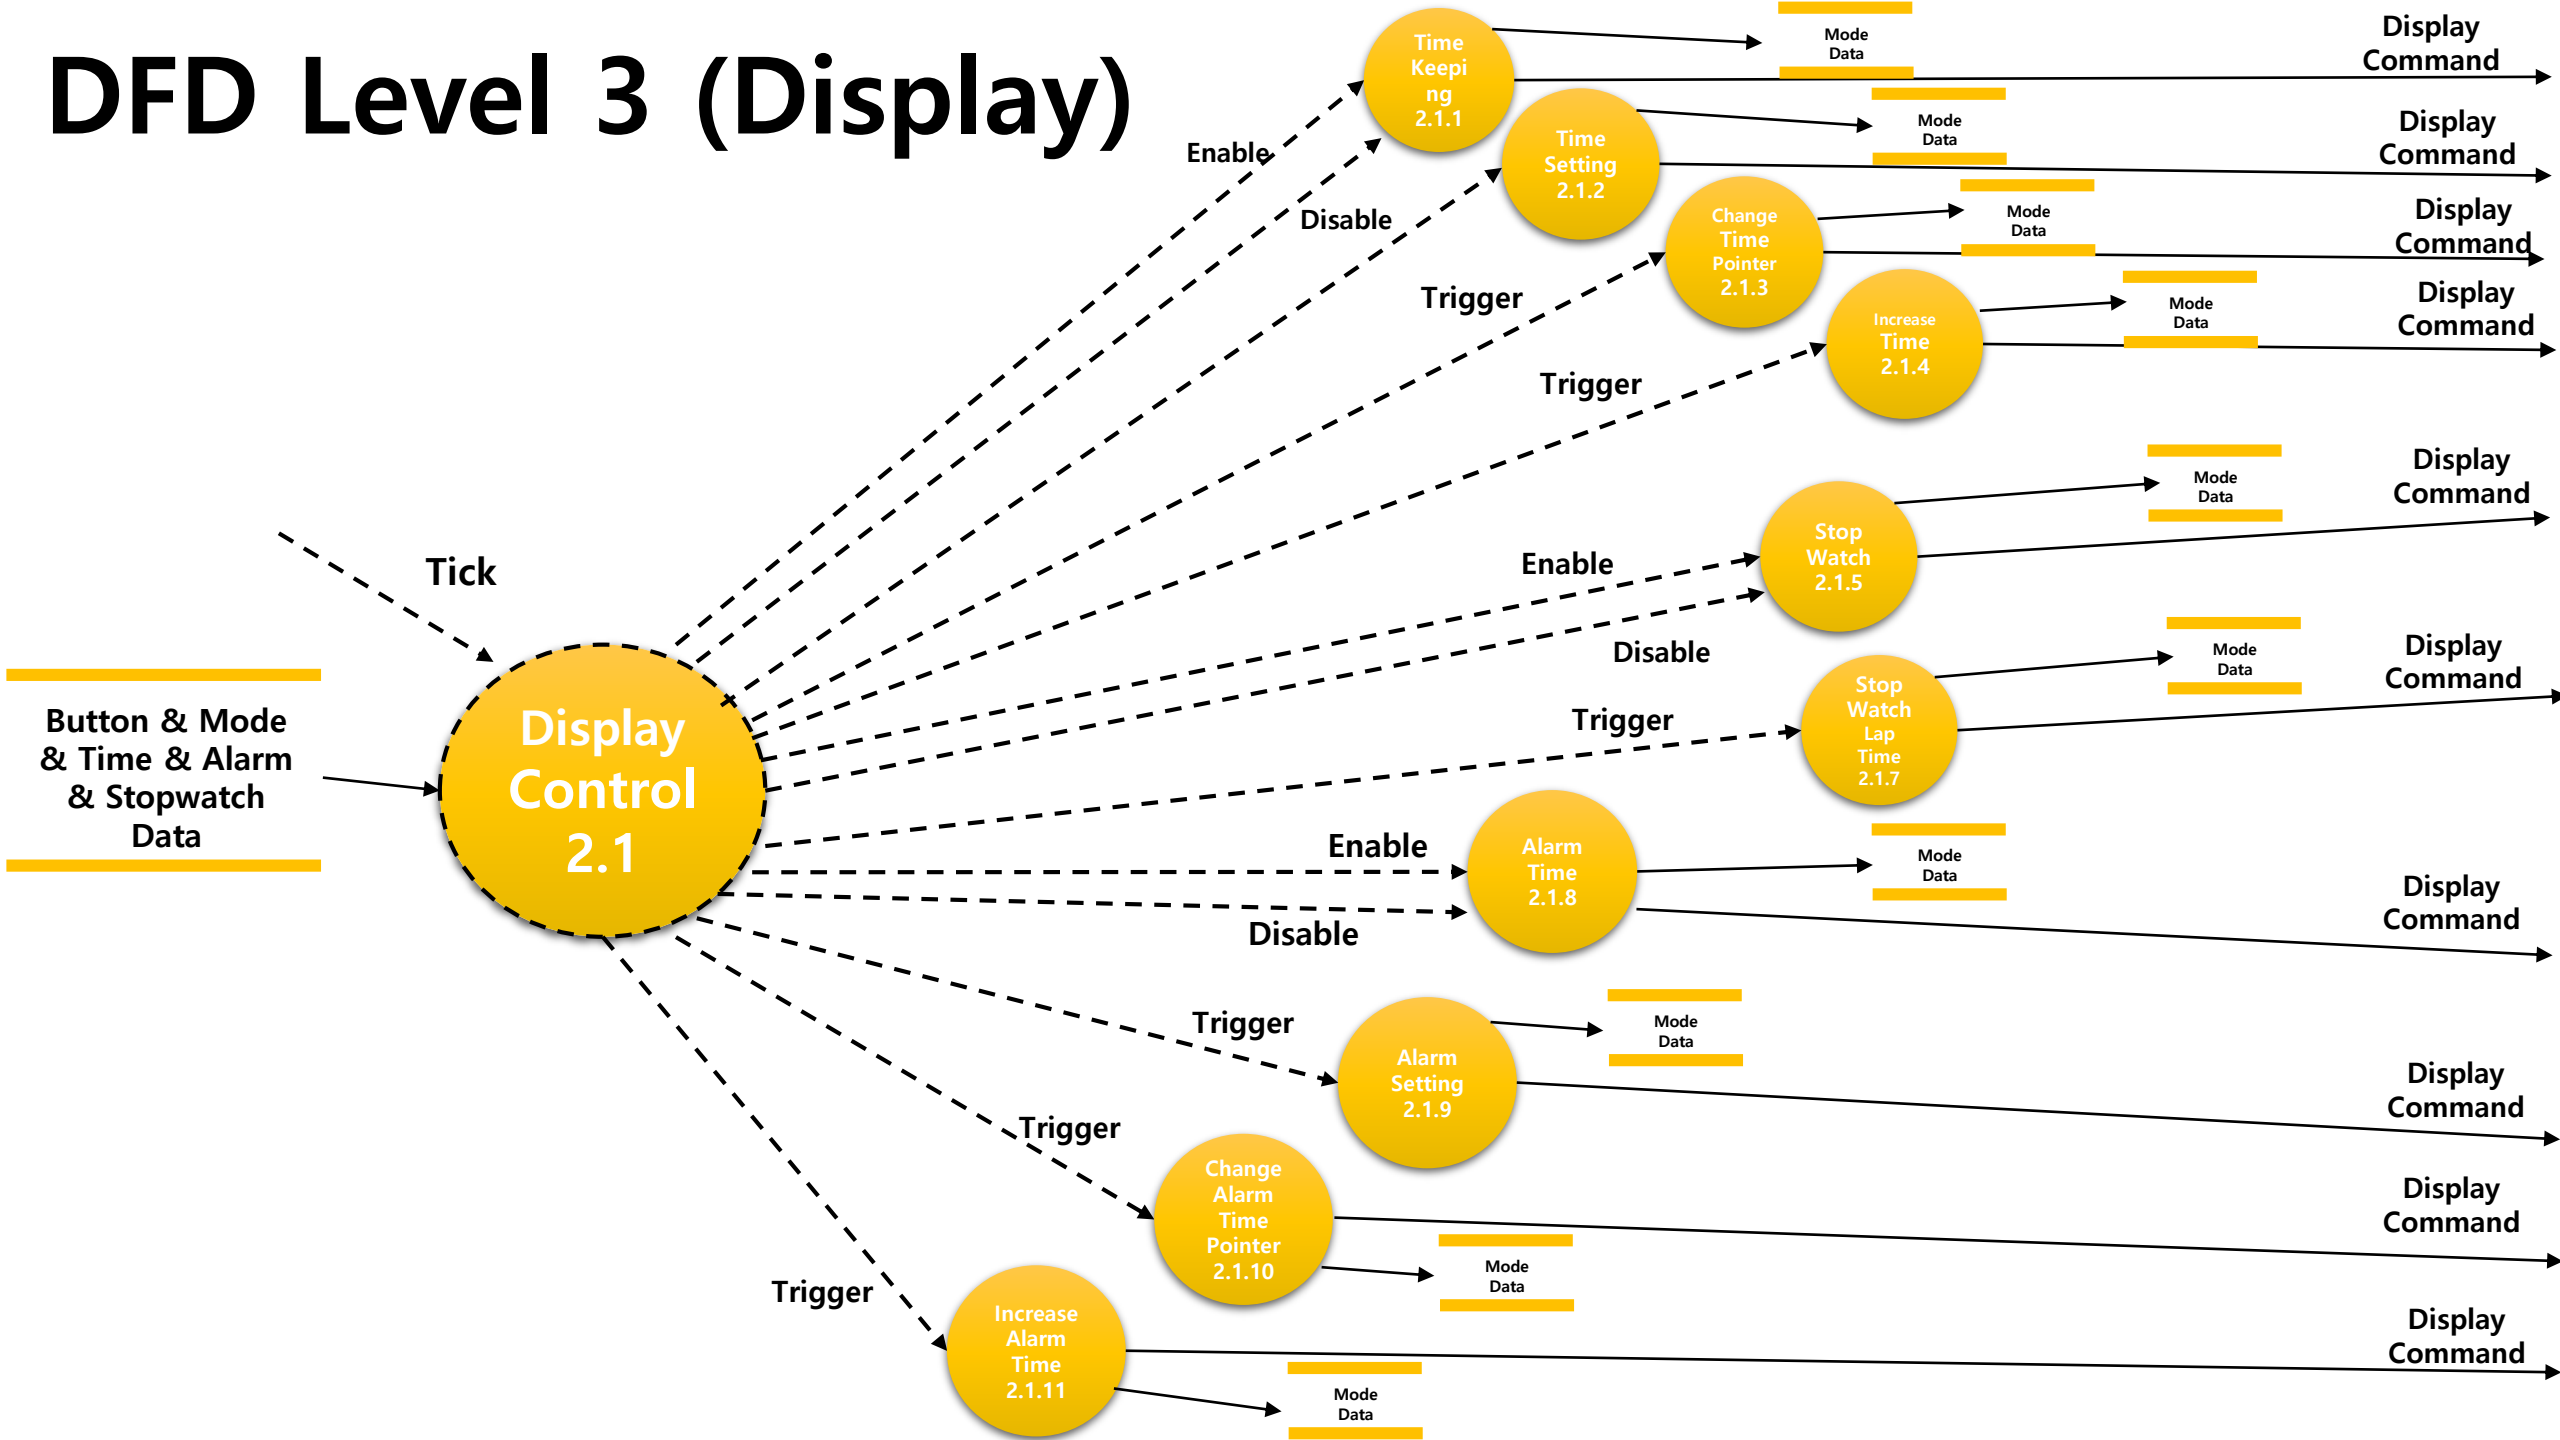 DFD Level 3 (Display)
Time
Keepi
ng
2.1.1
Mode
Data
Display
Command
Enable
Time
Setting
2.1.2
Mode
Data
Display
Command
Disable
Change
Time
Pointer
2.1.3
Mode
Data
Display
Command
Trigger
Increase
Time
2.1.4
Mode
Data
Display
Command
Trigger
Stop
Watch
2.1.5
Mode
Data
Display
Command
Enable
Disable
Tick
Button & Mode
& Time & Alarm
& Stopwatch
Data
Display
Control
2.1
Trigger
Stop
Watch
Lap
Time
2.1.7
Mode
Data
Display
Command
Enable
Disable
Alarm
Time
2.1.8
Mode
Data
Display
Command
Trigger
Alarm
Setting
2.1.9
Mode
Data
Display
Command
Trigger
Change
Alarm
Time
Pointer
2.1.10
Mode
Data
Display
Command
Trigger
Increase
Alarm
Time
2.1.11
Mode
Data
Display
Command